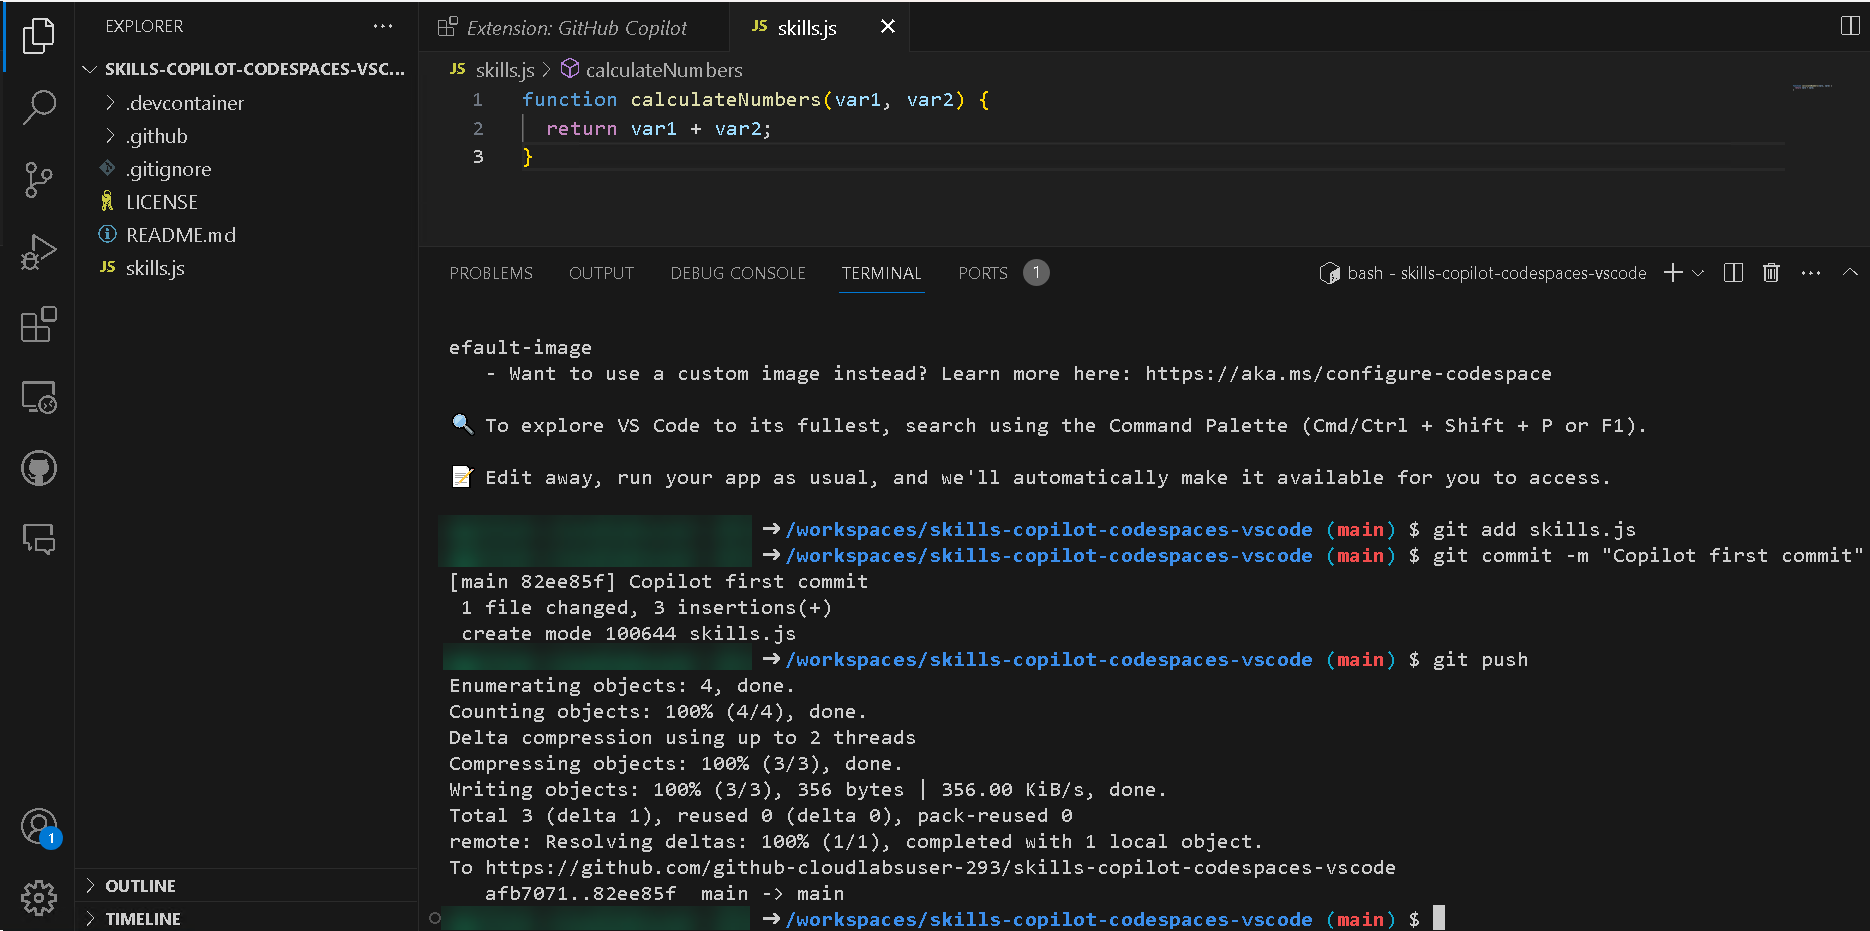 EXPLORER
SKILLS-COPILOT-CODESPACES-VSC...
.devcontainer
.github
.gitignore
LICENSE
README.md
JS skills.js
1
OUTLINE
TIMELINE
Extension: GitHub Copilot
JS skills.js
JS skills.js > calculateNumbers
1 function calculateNumbers(var1, var2) {
2 return var1 + var2;
3 }
PROBLEMS OUTPUT DEBUG CONSOLE TERMINAL PORTS 1 bash - skills-copilot-codespaces-vscode
efault-image
- Want to use a custom image instead? Learn more here: https://aka.ms/configure-codespace
To explore VS Code to its fullest, search using the Command Palette (Cmd/Ctrl + Shift + P or F1).
Edit away, run your app as usual, and we'll automatically make it available for you to access.
➜ /workspaces/skills-copilot-codespaces-vscode (main) $ git add skills.js
➜ /workspaces/skills-copilot-codespaces-vscode (main) $ git commit -m "Copilot first commit"
[main 82ee85f] Copilot first commit
1 file changed, 3 insertions(+)
create mode 100644 skills.js
➜ /workspaces/skills-copilot-codespaces-vscode (main) $ git push
Enumerating objects: 4, done.
Counting objects: 100% (4/4), done.
Delta compression using up to 2 threads
Compressing objects: 100% (3/3), done.
Writing objects: 100% (3/3), 356 bytes | 356.00 KiB/s, done.
Total 3 (delta 1), reused 0 (delta 0), pack-reused 0
remote: Resolving deltas: 100% (1/1), completed with 1 local object.
To https://github.com/github-cloudlabsuser-293/skills-copilot-codespaces-vscode
afb7071..82ee85f main -> main
➜ /workspaces/skills-copilot-codespaces-vscode (main) $